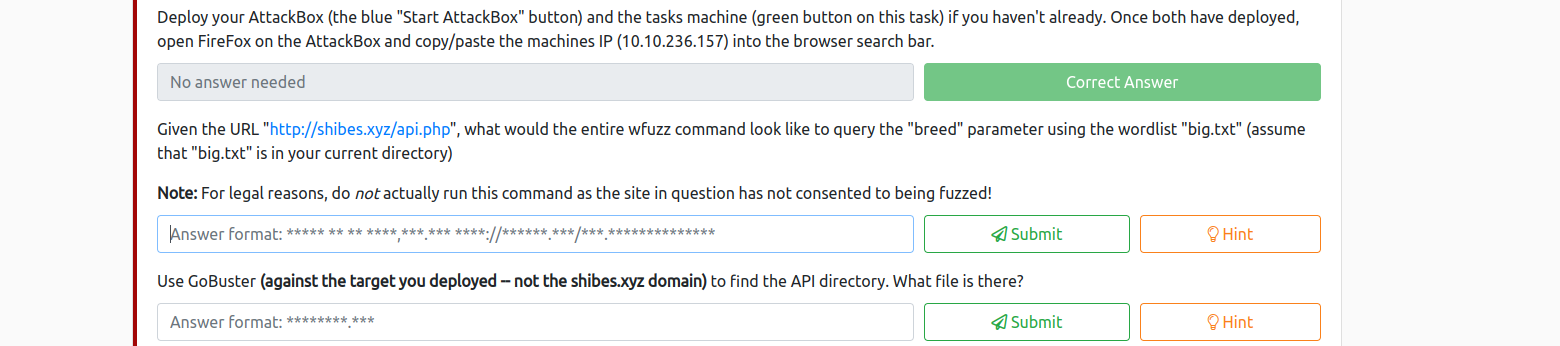 Deploy your AttackBox (the blue "Start AttackBox" button) and the tasks machine (green button on this task) if you haven't already. Once both have deployed,
open FireFox on the AttackBox and copy/paste the machines IP (10.10.236.157) into the browser search bar.
No answer needed
Correct Answer
Given the URL "http://shibes.xyz/api.php", what would the entire wfuzz command look like to query the "breed" parameter using the wordlist "big.txt" (assume
that "big.txt" is in your current directory)
Note: For legal reasons, do not actually run this command as the site in question has not consented to being fuzzed!
Answer format: ***** ** ** ****,***.*** ****://******.***/***.**************
Submit
Hint
Use GoBuster (against the target you deployed -- not the shibes.xyz domain) to find the API directory. What file is there?
Answer format: ********.***
Submit
Hint